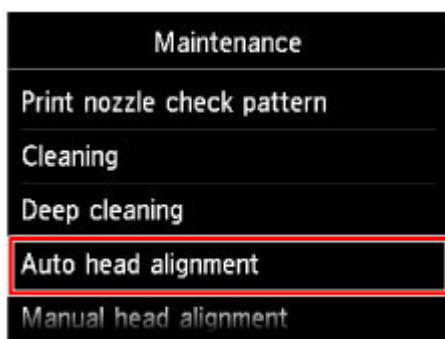 Maintenance
Print nozzle check pattern
Cleaning
Deep cleaning
Auto head alignment
Manual head alignment